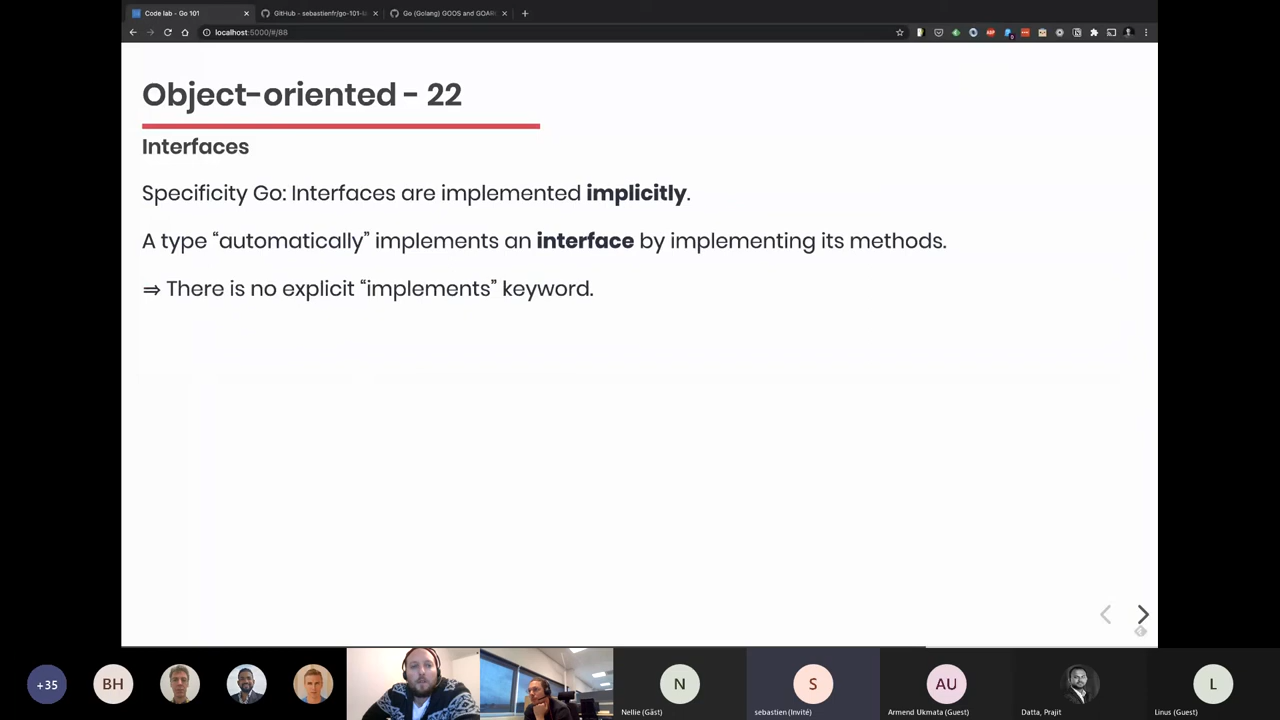 Code lab - Go 101
GitHub - sebastienfr/go-101-
Go (Golang) GOOS and GOAR
localhost:5000/#/88
Object-oriented - 22
Interfaces
Specificity Go: Interfaces are implemented implicitly.
A type “automatically” implements an interface by implementing its methods.
⇒ There is no explicit “implements” keyword.
+35
BH
N
S
AU
L
Nellie (Gäst)
sebastien (Invité)
Armend Ukmata (Guest)
Datta, Prajit
Linus (Guest)